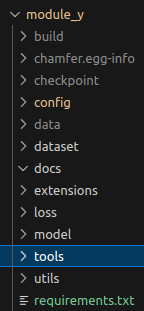 module_y
build
chamfer.egg-info
checkpoint
config
data
dataset
docs
extensions
loss
model
tools
utils
requirements.txt